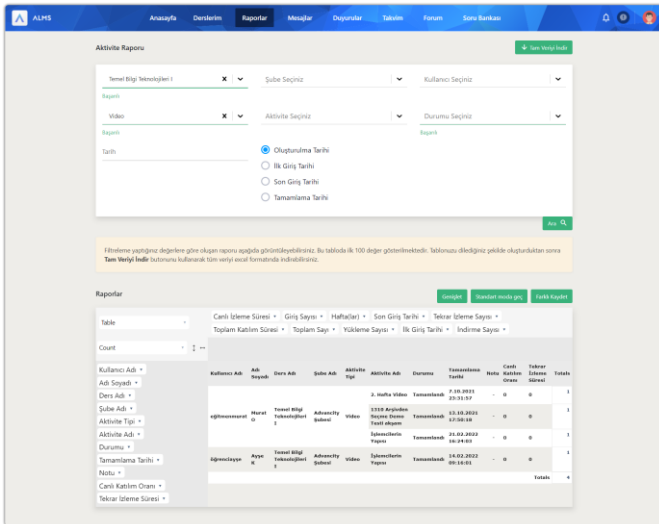 ALMS Anasayfa Derslerim Raporlar Mesajlar Duyurular Takvim Forum Soru Bankası
Aktivite Raporu
Tam Veriyi İndir
Temel Bilgi Teknolojileri I
Şube Seçiniz
Kullanıcı Seçiniz
Başarılı
Video
Aktivite Seçiniz
Durumu Seçiniz
Başarılı
Başarılı
Tarih
Oluşturulma Tarihi
İlk Giriş Tarihi
Son Giriş Tarihi
Tamamlama Tarihi
Ara
Filtreleme yaptığınız değerlere göre oluşan raporu aşağıda görüntüleyebilirsiniz. Bu tabloda ilk 100 değer gösterilmektedir. Tablonuzu dilediğiniz şekilde oluşturduktan sonra
Tam Veriyi İndir butonunu kullanarak tüm veriyi excel formatında indirebilirsiniz.
Raporlar
Genişlet
Standart moda geç
Farklı Kaydet
Table
Canlı İzleme Süresi Giriş Sayısı Hafta(lar) Son Giriş Tarihi Tekrar İzleme Sayısı
Toplam Katılım Süresi Toplam Sayı Yükleme Sayısı İlk Giriş Tarihi İndirme Sayısı
Count
Kullanıcı Adı
Adı Soyadı
Ders Adı
Şube Adı
Aktivite Tipi
Aktivite Adı
Durumu
Tamamlama Tarihi
Notu
Canlı Katılım Oranı
Tekrar İzleme Süresi
Kullanıcı Adı Adı Soyadı Ders Adı Şube Adı Aktivite Tipi Aktivite Adı Durumu Tamamlama Tarihi Notu Canlı Katılım Oranı Tekrar İzleme Süresi Totals
eğitmenmurat Murat O Temel Bilgi Teknolojileri I Advancity Şubesi Video 2. Hafta Video Tamamlandı 7.10.2021 23:31:57 - 0 0 1
1310 Arşivden Seçme Deme Testi akşam Tamamlandı 13.10.2021 17:50:18 - 0 0 1
İşlemcilerin Yapısı Tamamlandı 21.02.2022 16:24:03 - 0 0 1
öğrenciayşe Ayşe K Temel Bilgi Teknolojileri I Advancity Şubesi Video İşlemcilerin Yapısı Tamamlandı 14.02.2022 09:16:01 - 0 0 1
Totals 4